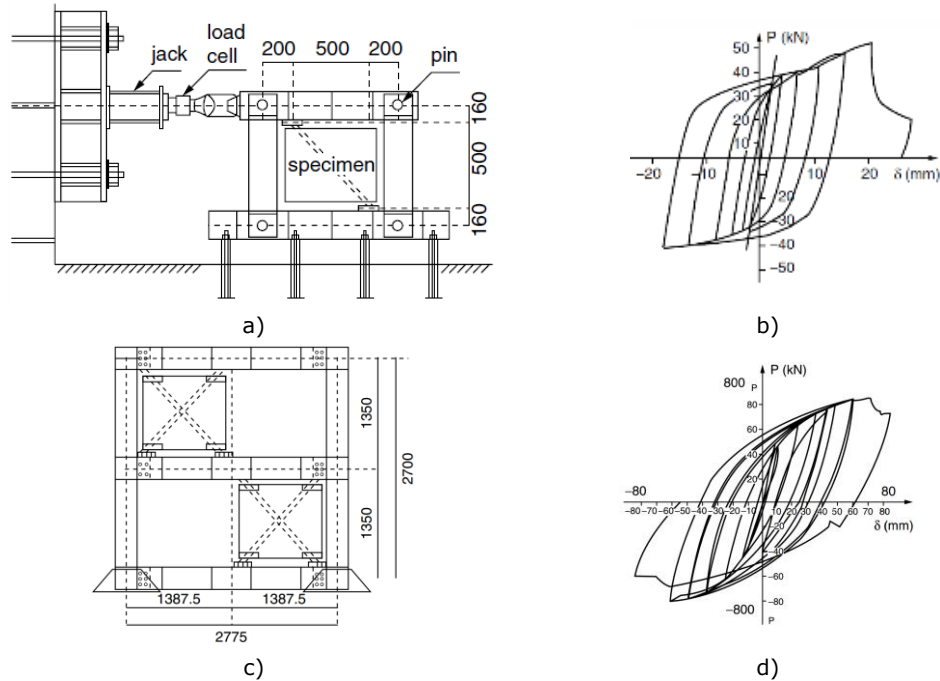 load
cell
jack
200 500 200
pin
160
500
160
specimen
a)
P (kN)
50
40
30
20
10
-20 -10 10 20 δ (mm)
-20
-30
-40
-50
b)
1350
1350
2700
1387.5 1387.5
2775
c)
P (kN)
800 P
80
60
40
20
-80 80
-80 -70 -60 -50 -40 -30 -20 -10 0 10 20 30 40 50 60 70 80
δ (mm)
-20
-40
-60
-80
-800
P
d)